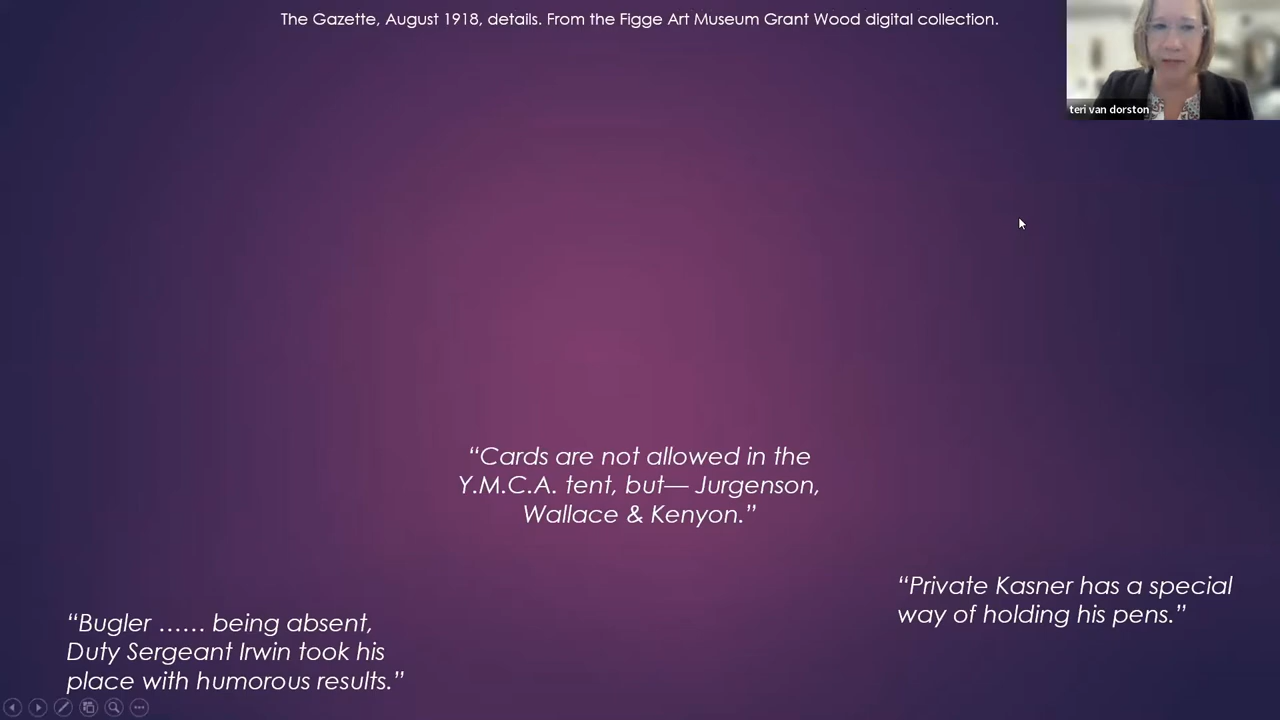 The Gazette, August 1918, details. From the Figge Art Museum Grant Wood digital collection.
teri van dorston
“Cards are not allowed in the
Y.M.C.A. tent, but— Jurgenson,
Wallace & Kenyon.”
“Private Kasner has a special
way of holding his pens.”
“Bugler …… being absent,
Duty Sergeant Irwin took his
place with humorous results.”